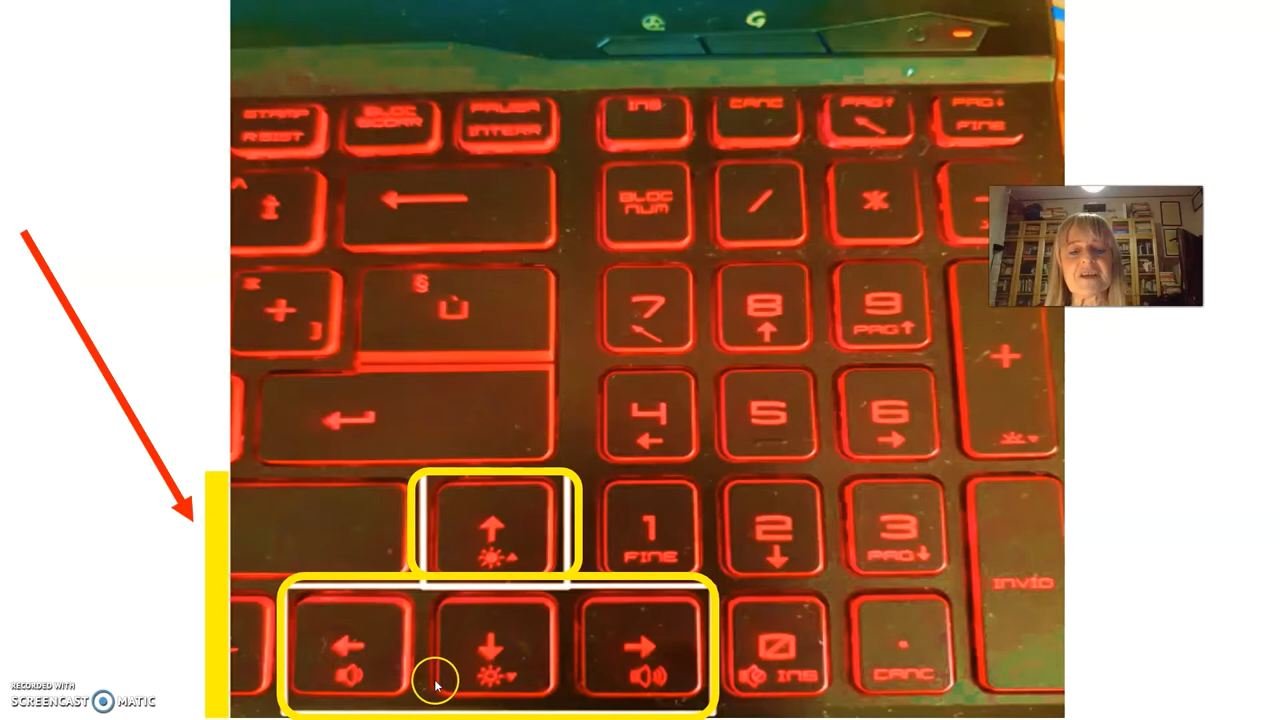 G
STAMP
R SIST
BLOC
SCORR
PAUSA
INTERR
INS
CANC
PAG↑
PAG↓
FINE
^
ì
BLOC
NUM
/
*
-
+
]
§
ù
7
8
9
PAG↑
+
4
5
6
1
FINE
2
3
PAG↓
INVIO
0
INS
.
CANC
RECORDED WITH
SCREENCAST MATIC